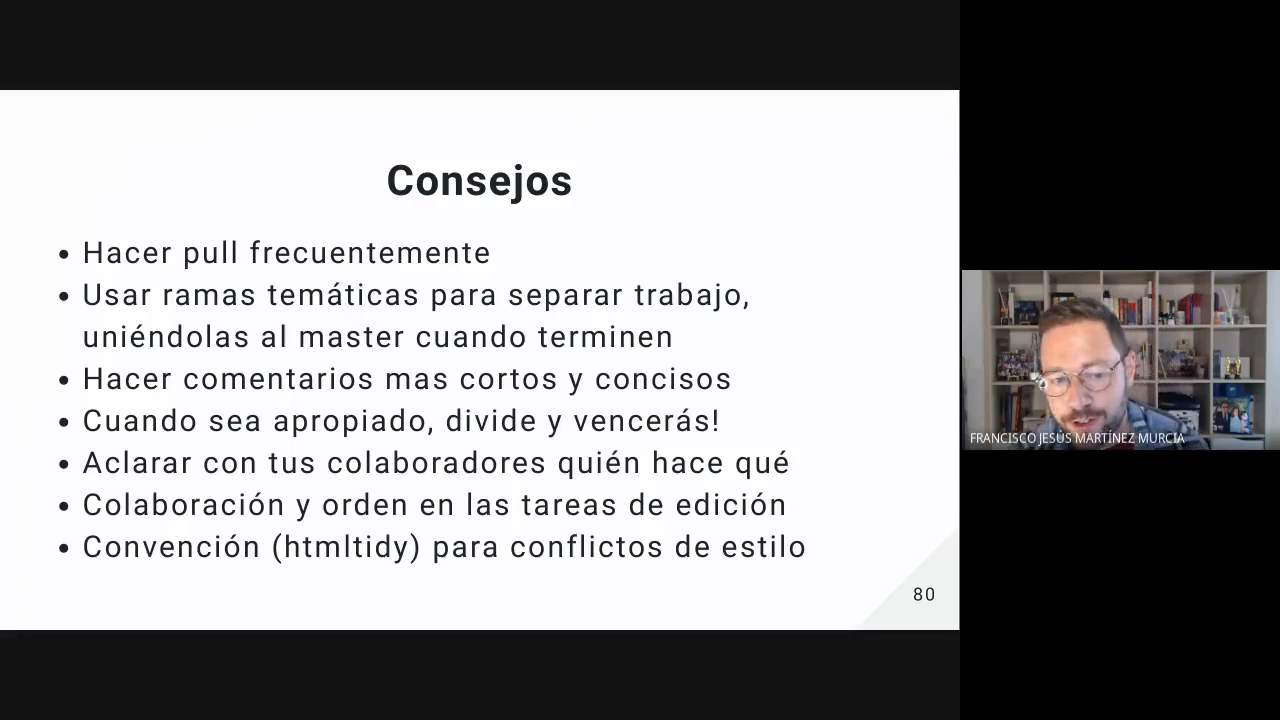 Consejos
Hacer pull frecuentemente
Usar ramas temáticas para separar trabajo,
uniéndolas al master cuando terminen
Hacer comentarios mas cortos y concisos
Cuando sea apropiado, divide y vencerás!
Aclarar con tus colaboradores quién hace qué
Colaboración y orden en las tareas de edición
Convención (htmltidy) para conflictos de estilo
80
FRANCISCO JESÚS MARTÍNEZ MURCIA